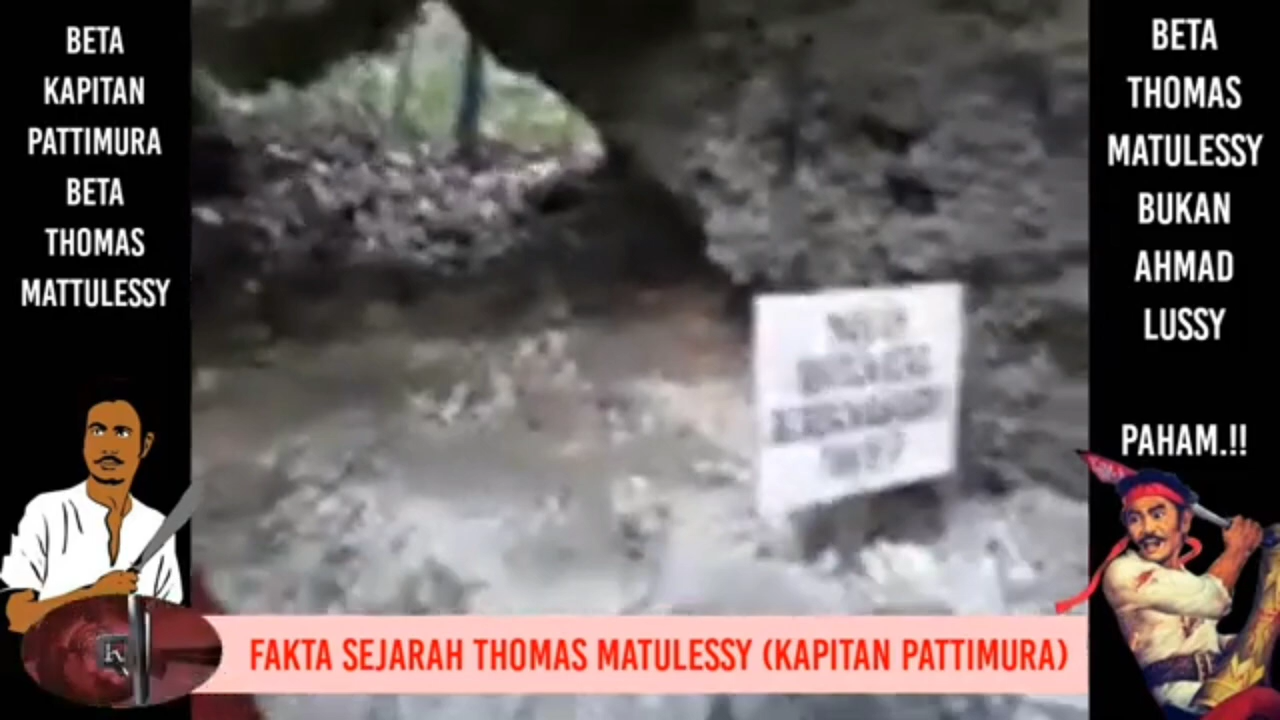 BETA
KAPITAN
PATTIMURA
BETA
THOMAS
MATTULESSY
BETA
THOMAS
MATULESSY
BUKAN
AHMAD
LUSSY
PAHAM.!!
FAKTA SEJARAH THOMAS MATULESSY (KAPITAN PATTIMURA)